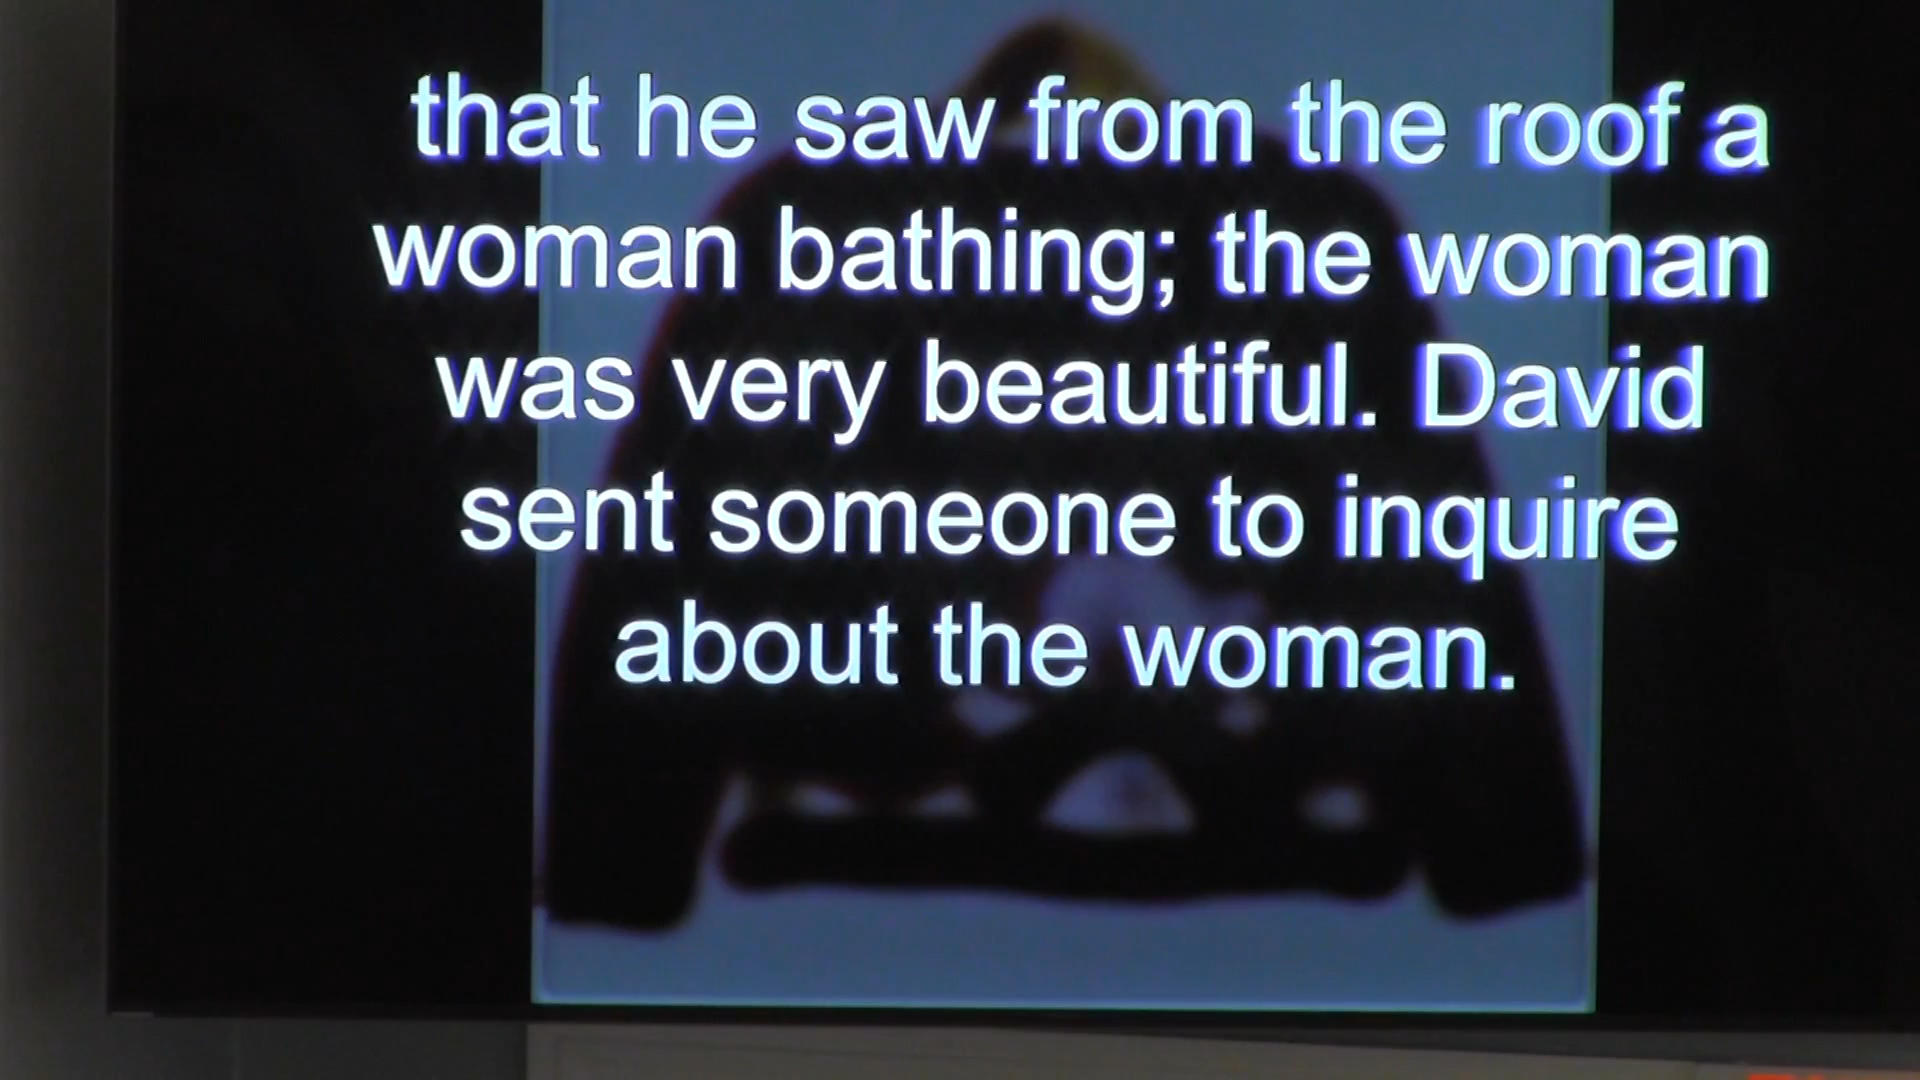 that he saw from the roof a
woman bathing; the woman
was very beautiful. David
sent someone to inquire
about the woman.